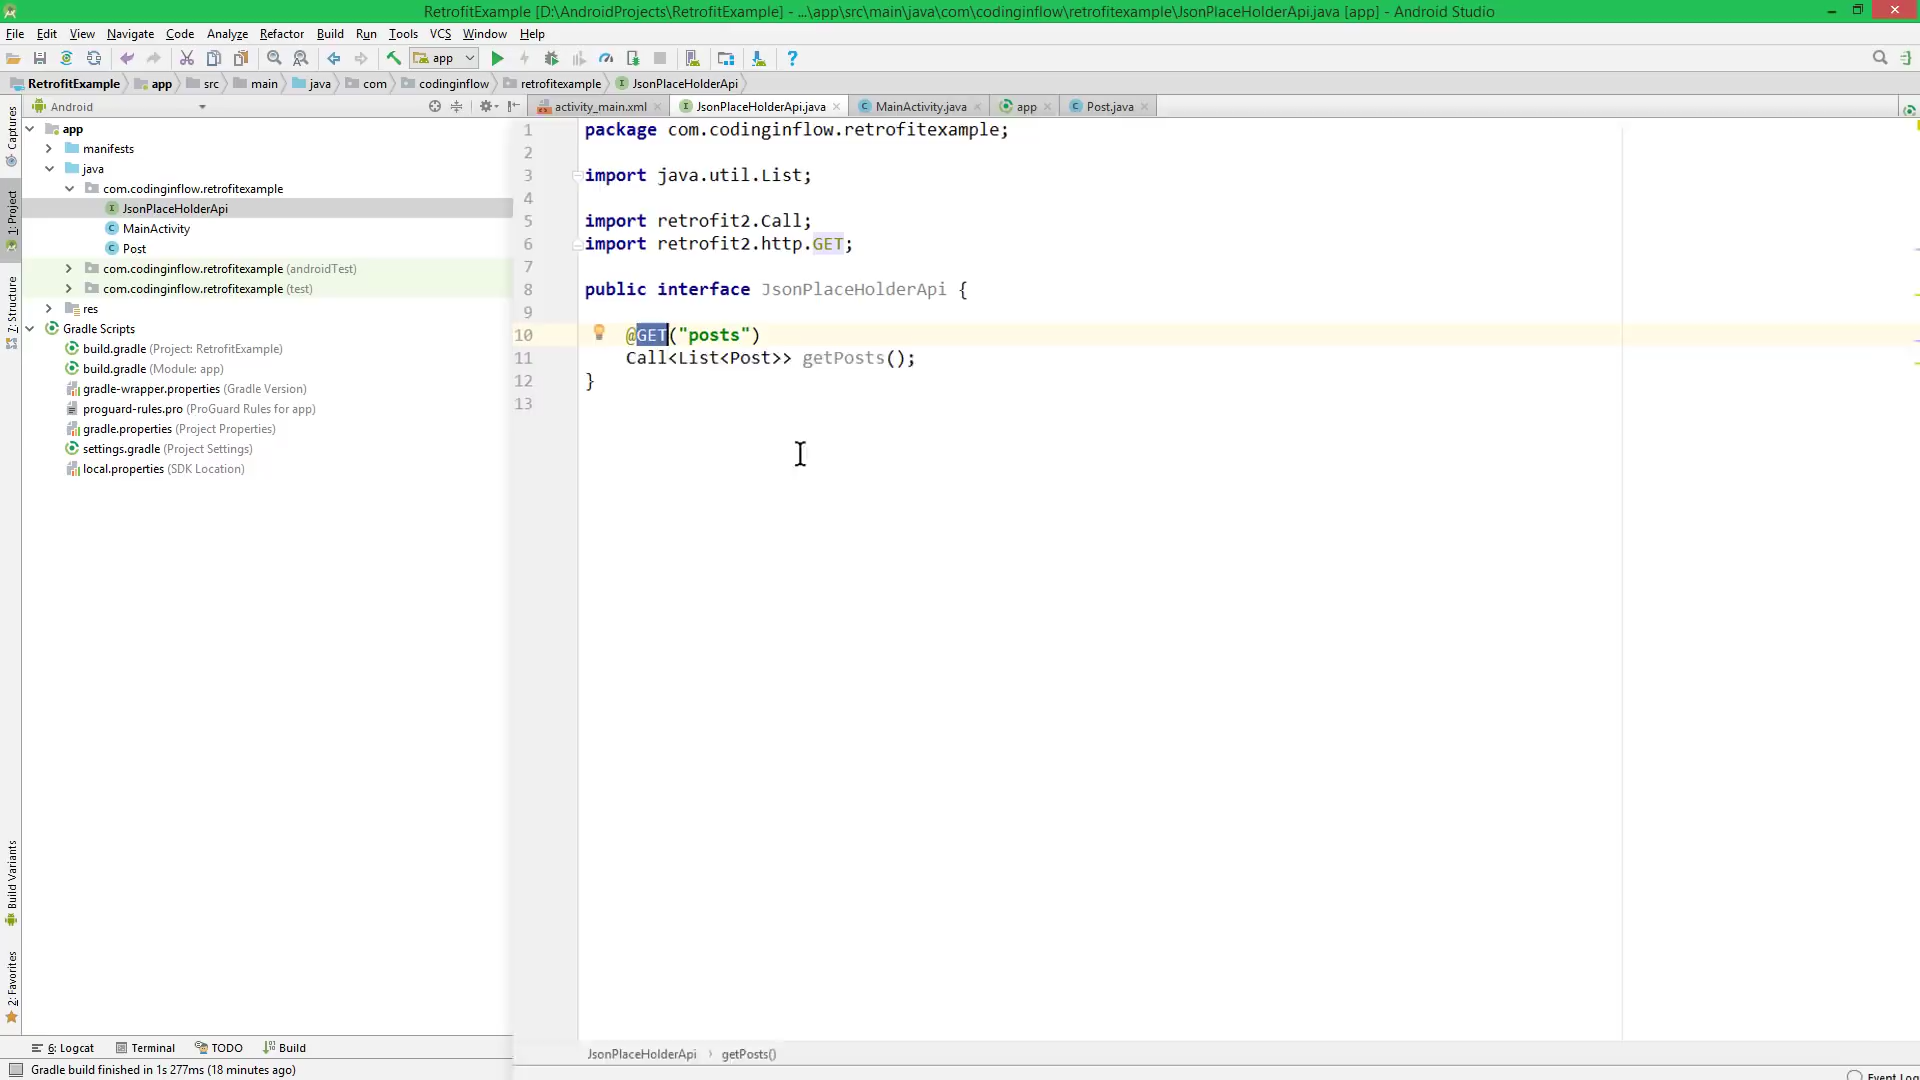 RetrofitExample [D:\AndroidProjects\RetrofitExample] - ...\app\src\main\java\com\codinginflow\retrofitexample\JsonPlaceHolderApi.java [app] - Android Studio
File Edit View Navigate Code Analyze Refactor Build Run Tools VCS Window Help
app
RetrofitExample app src main java com codinginflow retrofitexample JsonPlaceHolderApi
Android
activity_main.xml JsonPlaceHolderApi.java MainActivity.java app Post.java
Captures
1: Project
7: Structure
Build Variants
2: Favorites
app
manifests
java
com.codinginflow.retrofitexample
JsonPlaceHolderApi
MainActivity
Post
com.codinginflow.retrofitexample (androidTest)
com.codinginflow.retrofitexample (test)
res
Gradle Scripts
build.gradle (Project: RetrofitExample)
build.gradle (Module: app)
gradle-wrapper.properties (Gradle Version)
proguard-rules.pro (ProGuard Rules for app)
gradle.properties (Project Properties)
settings.gradle (Project Settings)
local.properties (SDK Location)
1 package com.codinginflow.retrofitexample;
2
3 import java.util.List;
4
5 import retrofit2.Call;
6 import retrofit2.http.GET;
7
8 public interface JsonPlaceHolderApi {
9
10 @GET("posts")
11 Call<List<Post>> getPosts();
12 }
13
JsonPlaceHolderApi › getPosts()
6: Logcat Terminal TODO Build
Gradle build finished in 1s 277ms (18 minutes ago)
Event Log